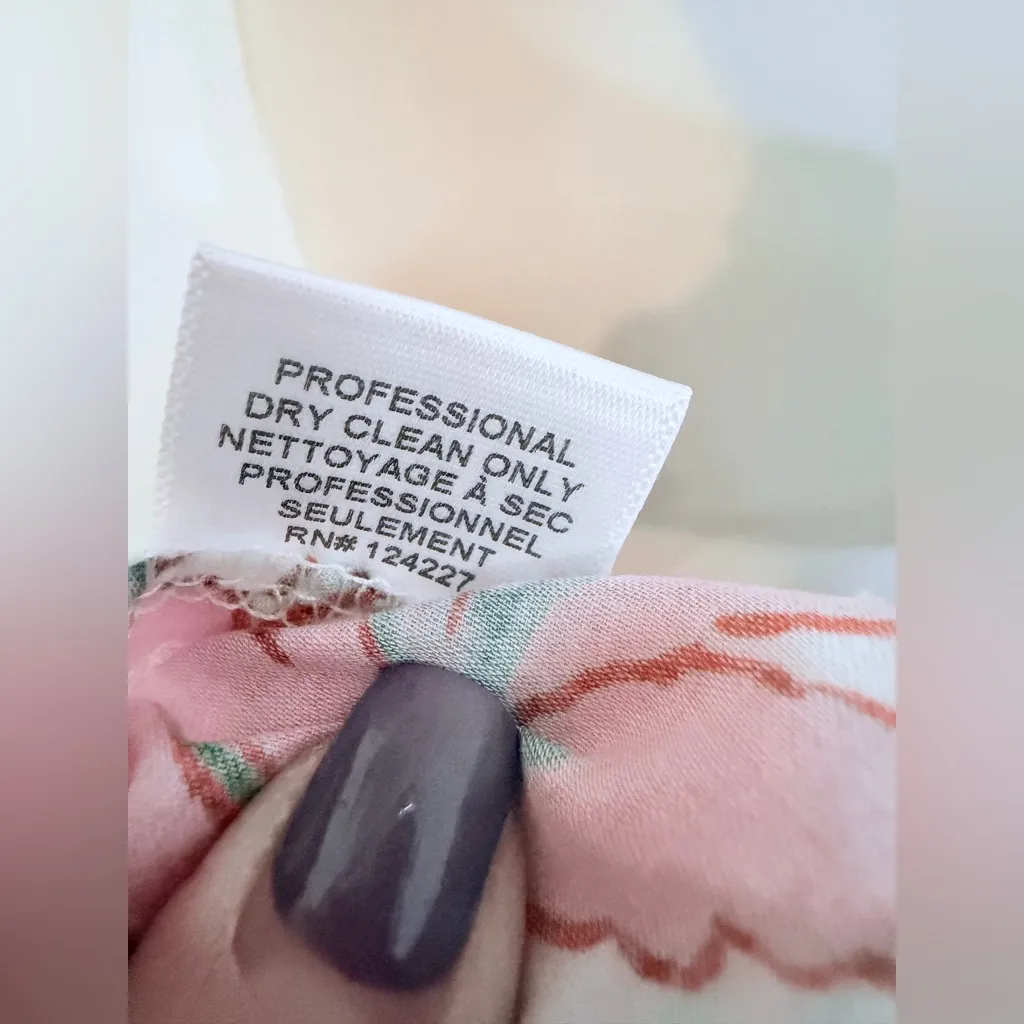 PROFESSIONAL
DRY CLEAN ONLY
NETTOYAGE À SEC
PROFESSIONNEL
SEULEMENT
RN# 124227